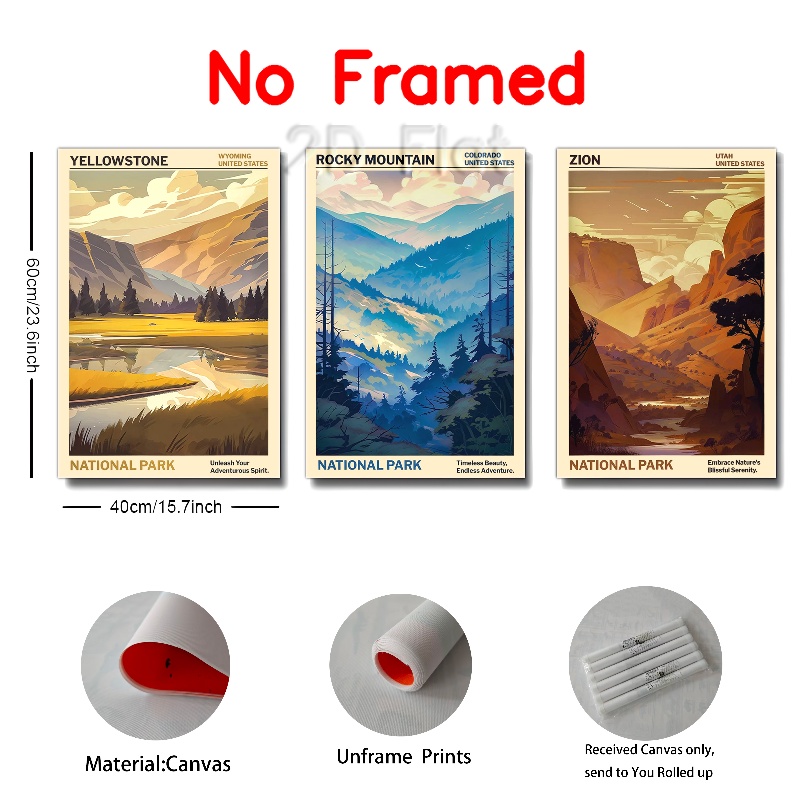 No Framed
2D Flat
YELLOWSTONE
WYOMING
UNITED STATES
NATIONAL PARK
Unleash Your
Adventurous Spirit.
ROCKY MOUNTAIN
COLORADO
UNITED STATES
NATIONAL PARK
Timeless Beauty,
Endless Adventure.
ZION
UTAH
UNITED STATES
NATIONAL PARK
Embrace Nature's
Blissful Serenity.
60cm/23.6inch
40cm/15.7inch
Material:Canvas
Unframe Prints
Received Canvas only,
send to You Rolled up